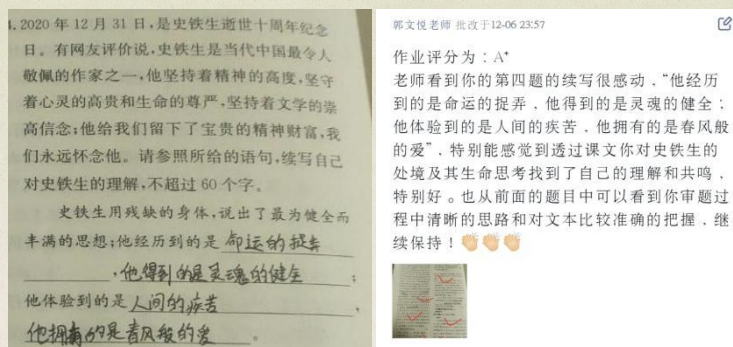 4.2020年12月31日,是史铁生逝世十周年纪念
日。有网友评价说,史铁生是当代中国最令人
敬佩的作家之一,他坚持着精神的高度,坚守
着心灵的高贵和生命的尊严,坚持着文学的崇
高信念;他给我们留下了宝贵的精神财富,我
们永远怀念他。请参照所给的语句,续写自己
对史铁生的理解,不超过60个字。
史铁生用残缺的身体,说出了最为健全而
丰满的思想;他经历到的是命运的捉弄
,他得到的是灵魂的健全;
他体验到的是人间的疾苦,
他拥有的是春风般的爱。
郭文悦老师 批改于12-06 23:57
作业评分为:A+
老师看到你的第四题的续写很感动,“他经历
到的是命运的捉弄,他得到的是灵魂的健全;
他体验到的是人间的疾苦,他拥有的是春风般
的爱”,特别能感觉到透过课文你对史铁生的
处境及其生命思考找到了自己的理解和共鸣,
特别好。也从前面的题目中可以看到你审题过
程中清晰的思路和对文本比较准确的把握,继
续保持!